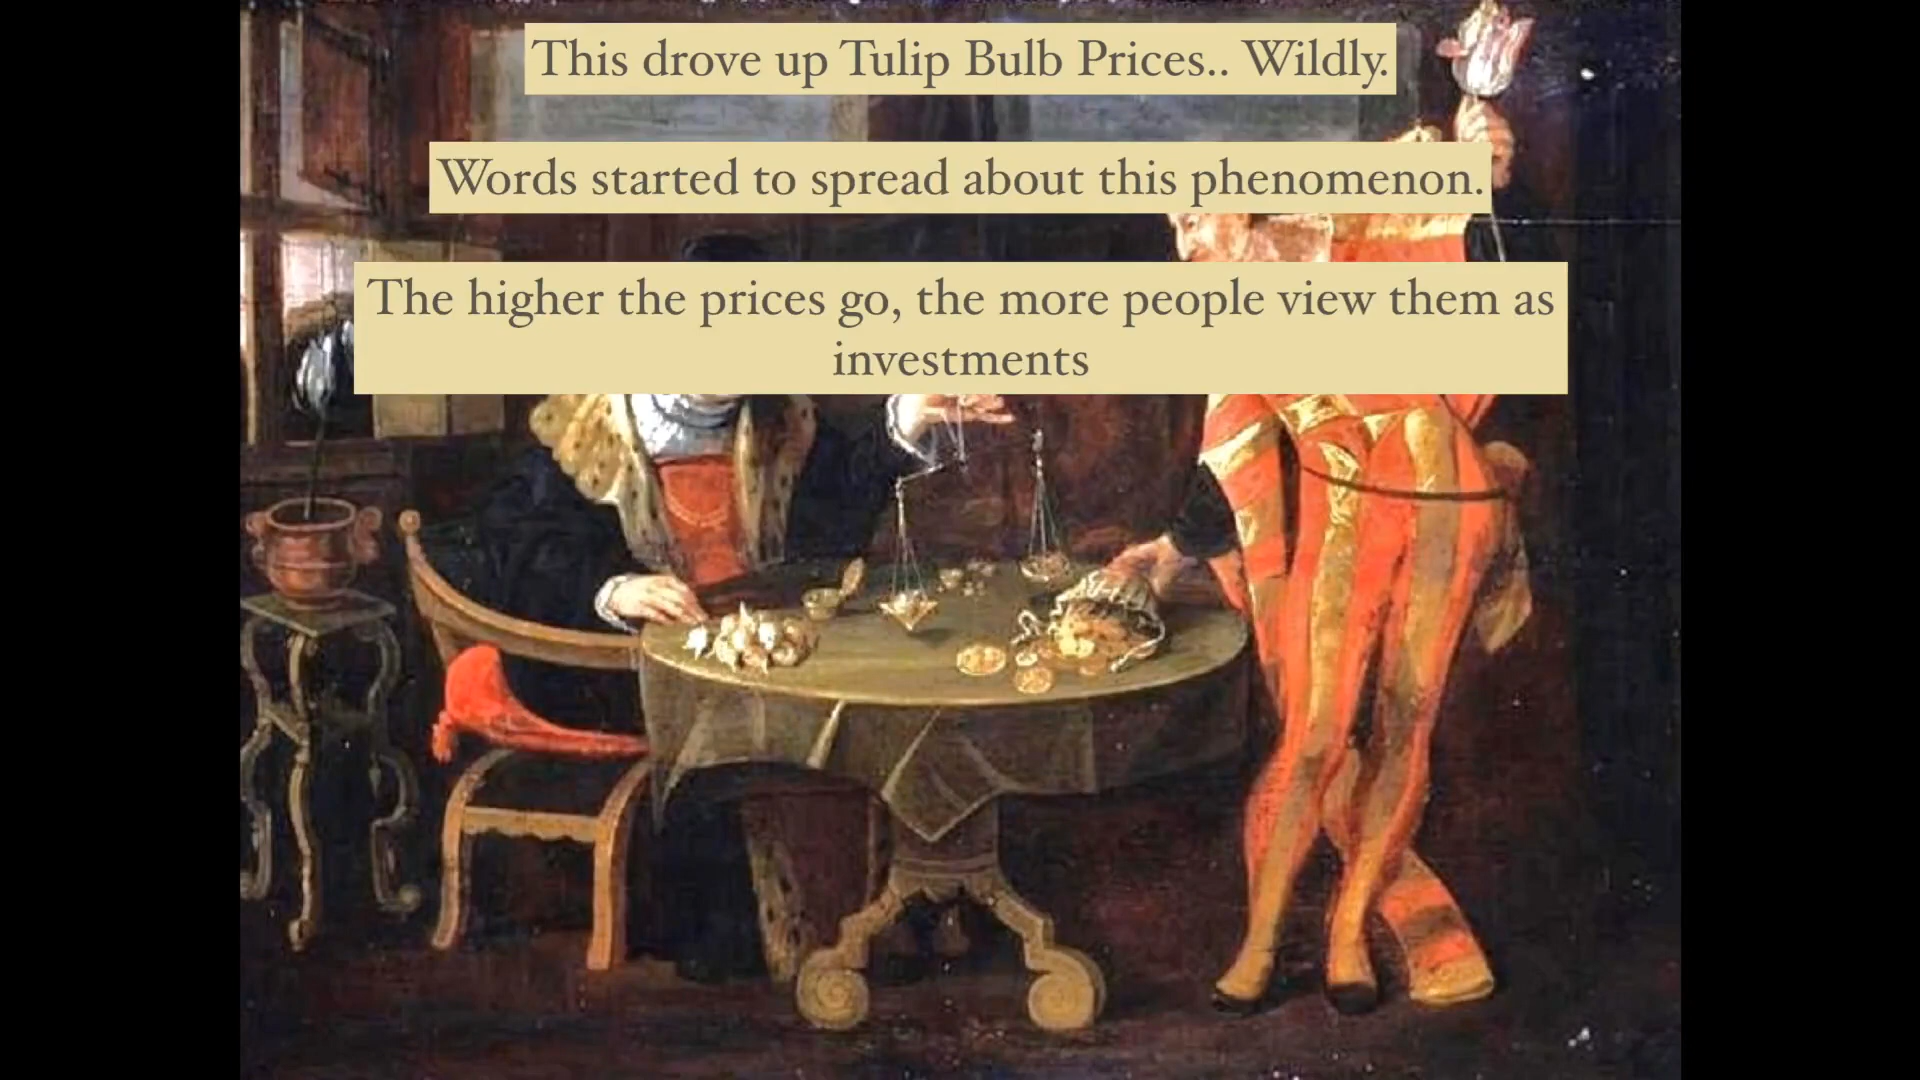 This drove up Tulip Bulb Prices.. Wildly.
Words started to spread about this phenomenon.
The higher the prices go, the more people view them as
investments